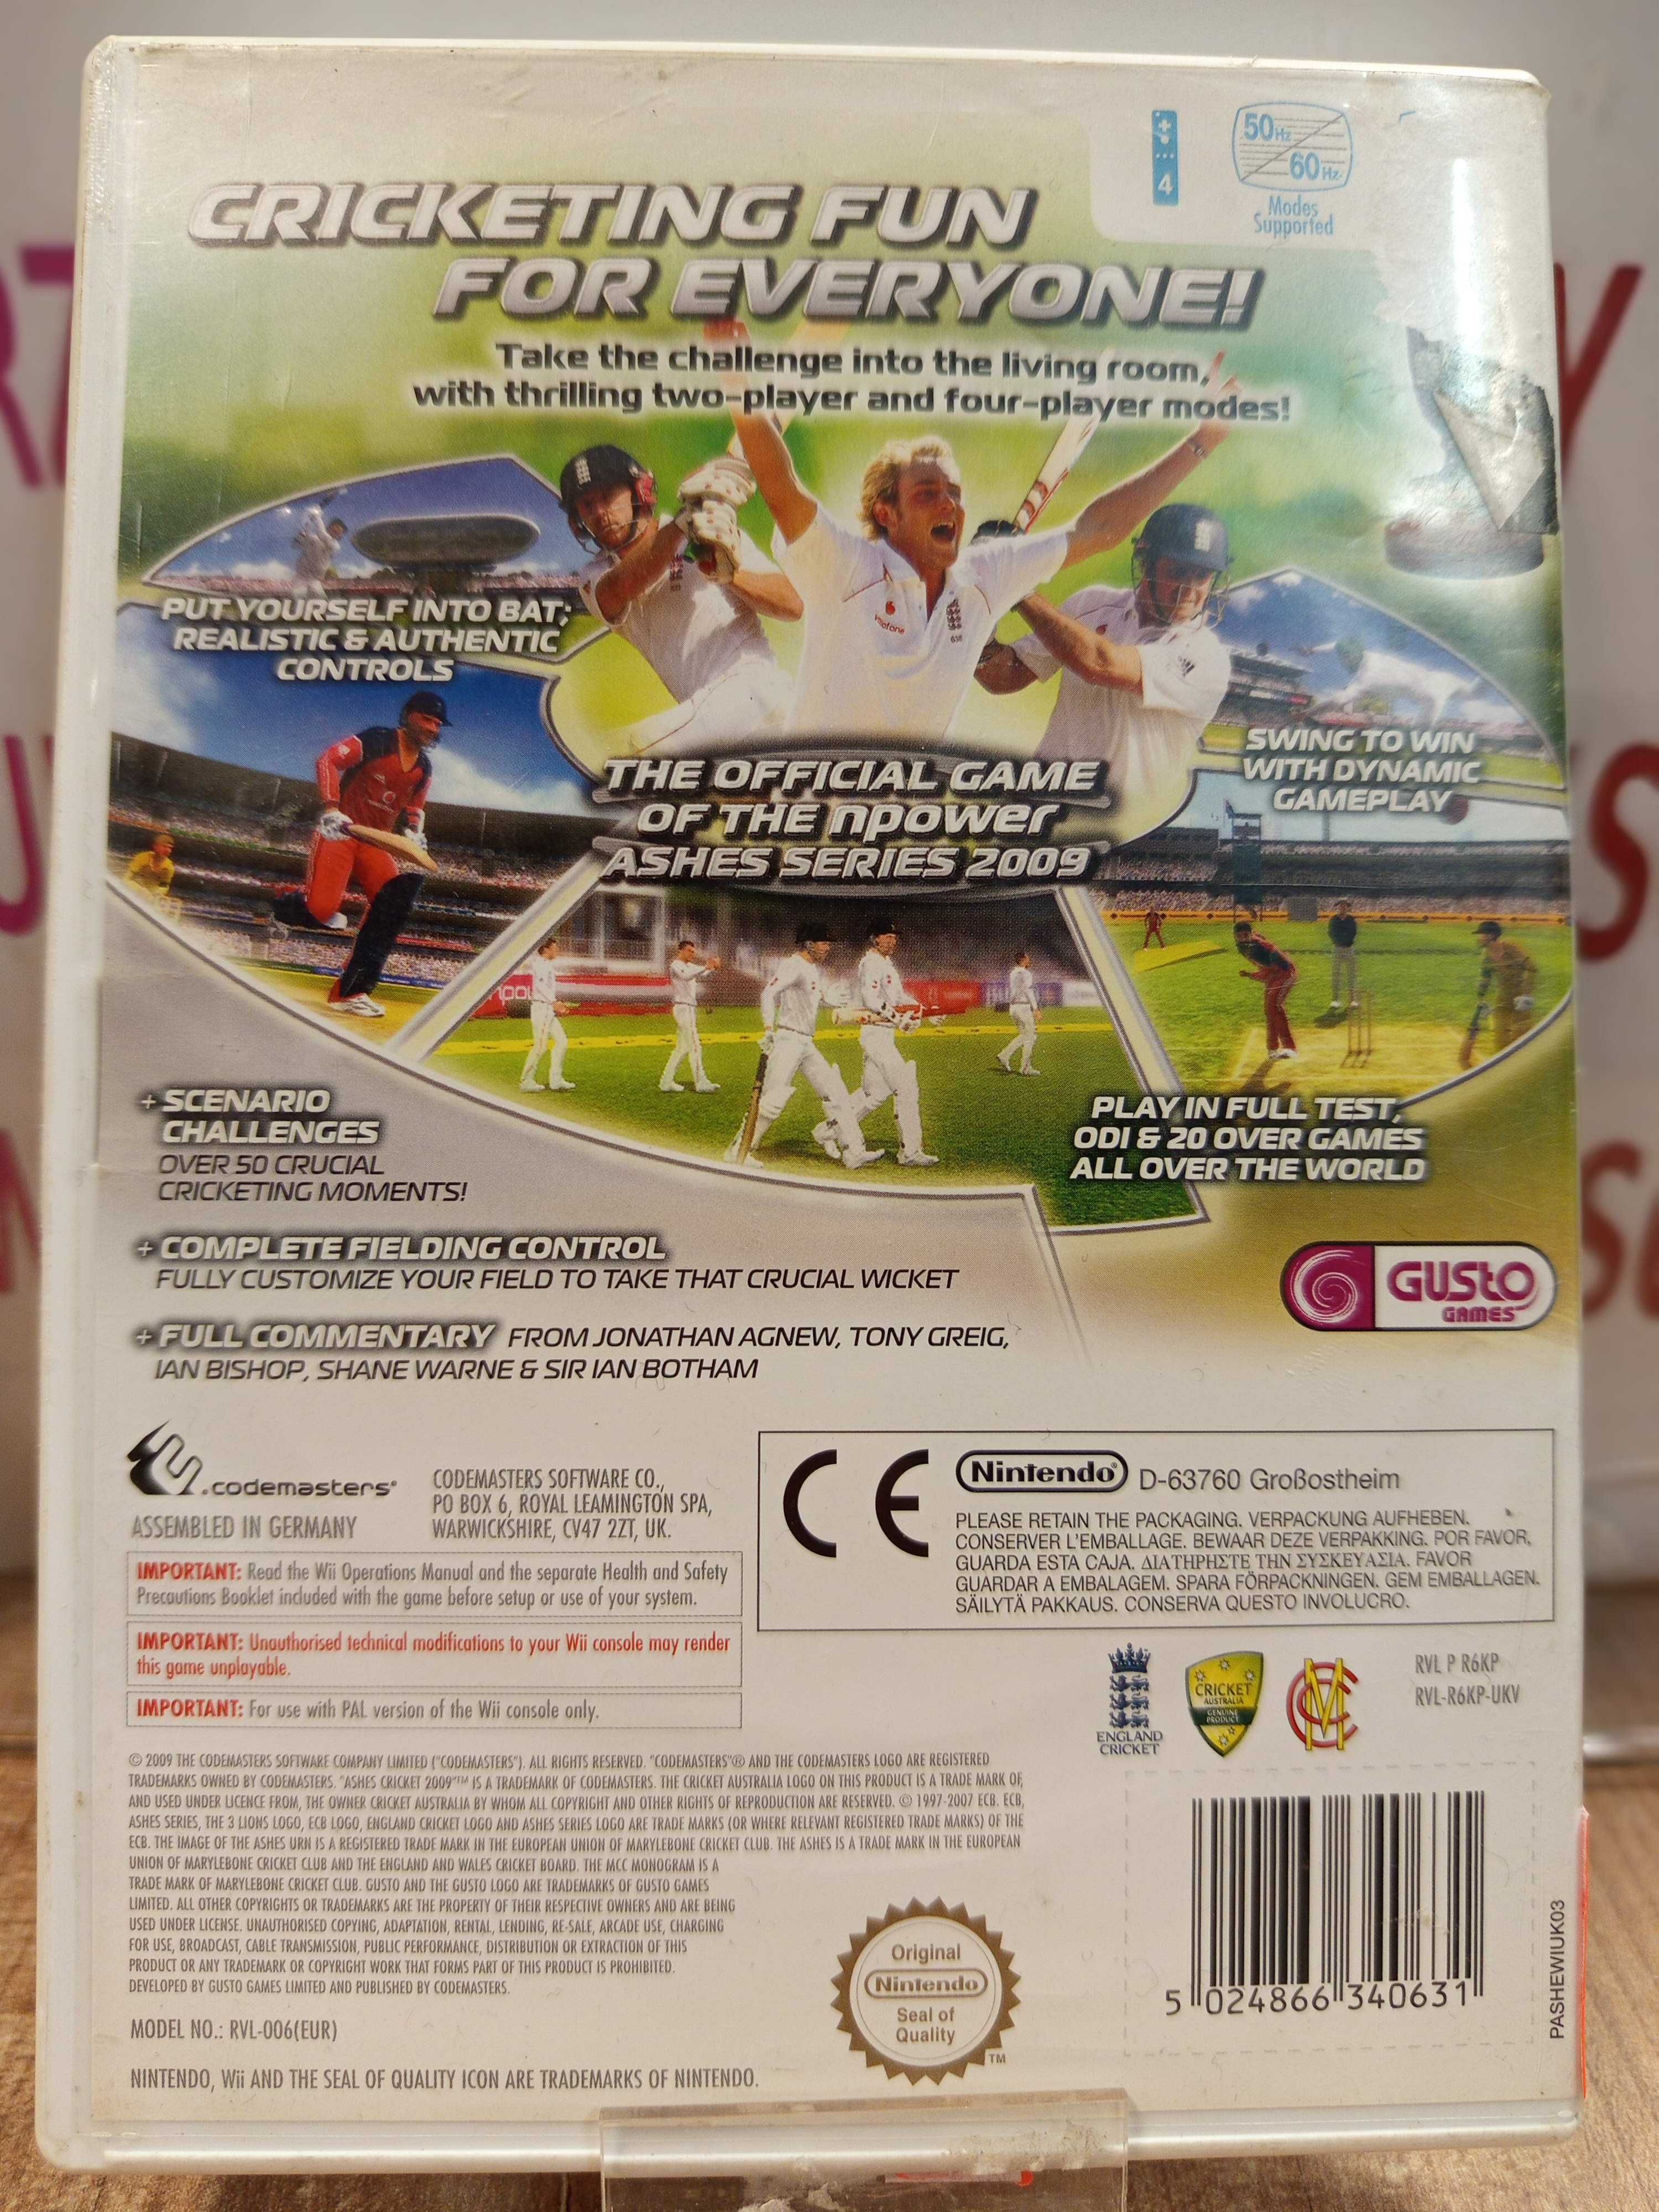 4
50Hz
60Hz
Modes
Supported
CRICKETING FUN
FOR EVERYONE!
Take the challenge into the living room,
with thrilling two-player and four-player modes!
vodafone
PUT YOURSELF INTO BAT;
REALISTIC & AUTHENTIC
CONTROLS
SWING TO WIN
WITH DYNAMIC
GAMEPLAY
THE OFFICIAL GAME
OF THE npower
ASHES SERIES 2009
+ SCENARIO
CHALLENGES
OVER 50 CRUCIAL
CRICKETING MOMENTS!
PLAY IN FULL TEST,
ODI & 20 OVER GAMES
ALL OVER THE WORLD
+ COMPLETE FIELDING CONTROL
FULLY CUSTOMIZE YOUR FIELD TO TAKE THAT CRUCIAL WICKET
GUSTO
GAMES™
+ FULL COMMENTARY FROM JONATHAN AGNEW, TONY GREIG,
IAN BISHOP, SHANE WARNE & SIR IAN BOTHAM
codemasters®
ASSEMBLED IN GERMANY
CODEMASTERS SOFTWARE CO.,
PO BOX 6, ROYAL LEAMINGTON SPA,
WARWICKSHIRE, CV47 2ZT, UK.
CE
Nintendo® D-63760 Großostheim
PLEASE RETAIN THE PACKAGING. VERPACKUNG AUFHEBEN.
CONSERVER L'EMBALLAGE. BEWAAR DEZE VERPAKKING. POR FAVOR,
GUARDA ESTA CAJA. ΔΙΑΤΗΡΗΣΤΕ ΤΗΝ ΣΥΣΚΕΥΑΣΙΑ. FAVOR
GUARDAR A EMBALAGEM. SPARA FÖRPACKNINGEN. GEM EMBALLAGEN.
SÄILYTÄ PAKKAUS. CONSERVA QUESTO INVOLUCRO.
IMPORTANT: Read the Wii Operations Manual and the separate Health and Safety
Precautions Booklet included with the game before setup or use of your system.
IMPORTANT: Unauthorised technical modifications to your Wii console may render
this game unplayable.
IMPORTANT: For use with PAL version of the Wii console only.
ENGLAND
CRICKET
CRICKET
AUSTRALIA
GENUINE
PRODUCT
MCC
RVL P R6KP
RVL-R6KP-UKV
© 2009 THE CODEMASTERS SOFTWARE COMPANY LIMITED ("CODEMASTERS"). ALL RIGHTS RESERVED. "CODEMASTERS"® AND THE CODEMASTERS LOGO ARE REGISTERED
TRADEMARKS OWNED BY CODEMASTERS. "ASHES CRICKET 2009"™ IS A TRADEMARK OF CODEMASTERS. THE CRICKET AUSTRALIA LOGO ON THIS PRODUCT IS A TRADE MARK OF,
AND USED UNDER LICENCE FROM, THE OWNER CRICKET AUSTRALIA BY WHOM ALL COPYRIGHT AND OTHER RIGHTS OF REPRODUCTION ARE RESERVED. © 1997-2007 ECB. ECB,
ASHES SERIES, THE 3 LIONS LOGO, ECB LOGO, ENGLAND CRICKET LOGO AND ASHES SERIES LOGO ARE TRADE MARKS (OR WHERE RELEVANT REGISTERED TRADE MARKS) OF THE
ECB. THE IMAGE OF THE ASHES URN IS A REGISTERED TRADE MARK IN THE EUROPEAN UNION OF MARYLEBONE CRICKET CLUB. THE ASHES IS A TRADE MARK IN THE EUROPEAN
UNION OF MARYLEBONE CRICKET CLUB AND THE ENGLAND AND WALES CRICKET BOARD. THE MCC MONOGRAM IS A
TRADE MARK OF MARYLEBONE CRICKET CLUB. GUSTO AND THE GUSTO LOGO ARE TRADEMARKS OF GUSTO GAMES
LIMITED. ALL OTHER COPYRIGHTS OR TRADEMARKS ARE THE PROPERTY OF THEIR RESPECTIVE OWNERS AND ARE BEING
USED UNDER LICENSE. UNAUTHORISED COPYING, ADAPTATION, RENTAL, LENDING, RE-SALE, ARCADE USE, CHARGING
FOR USE, BROADCAST, CABLE TRANSMISSION, PUBLIC PERFORMANCE, DISTRIBUTION OR EXTRACTION OF THIS
PRODUCT OR ANY TRADEMARK OR COPYRIGHT WORK THAT FORMS PART OF THIS PRODUCT IS PROHIBITED.
DEVELOPED BY GUSTO GAMES LIMITED AND PUBLISHED BY CODEMASTERS.
MODEL NO.: RVL-006(EUR)
NINTENDO, Wii AND THE SEAL OF QUALITY ICON ARE TRADEMARKS OF NINTENDO.
Original
Nintendo
Seal of
Quality
TM
5 024866 340631
PASHEWIUK03